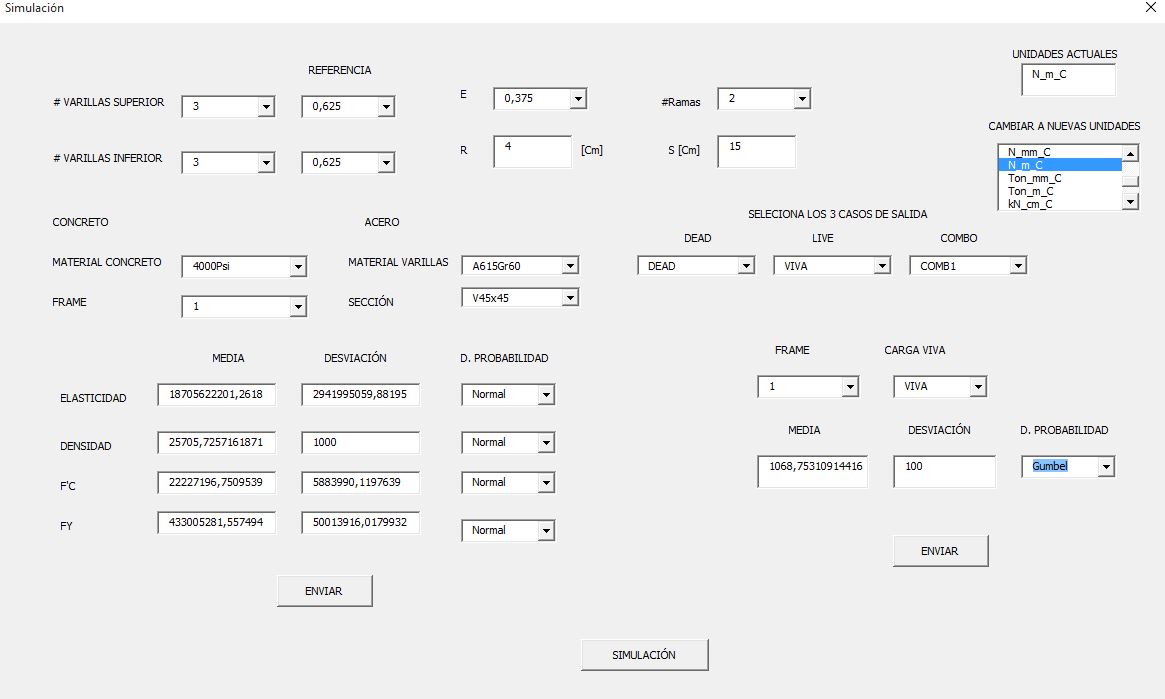 Simulación
UNIDADES ACTUALES
N_m_C
REFERENCIA
# VARILLAS SUPERIOR 3 0,625 E 0,375 #Ramas 2
CAMBIAR A NUEVAS UNIDADES
# VARILLAS INFERIOR 3 0,625 R 4 [Cm] S [Cm] 15
N_mm_C
N_m_C
Ton_mm_C
Ton_m_C
kN_cm_C
SELECIONA LOS 3 CASOS DE SALIDA
CONCRETO ACERO
DEAD LIVE COMBO
MATERIAL CONCRETO 4000Psi MATERIAL VARILLAS A615Gr60 DEAD VIVA COMB1
FRAME 1 SECCIÓN V45x45
MEDIA DESVIACIÓN D. PROBABILIDAD
ELASTICIDAD 18705622201,2618 2941995059,88195 Normal
DENSIDAD 25705,7257161871 1000 Normal
F'C 22227196,7509539 5883990,1197639 Normal
FY 433005281,557494 50013916,0179932 Normal
ENVIAR
FRAME CARGA VIVA
1 VIVA
MEDIA DESVIACIÓN D. PROBABILIDAD
1068,75310914416 100 Gumbel
ENVIAR
SIMULACIÓN